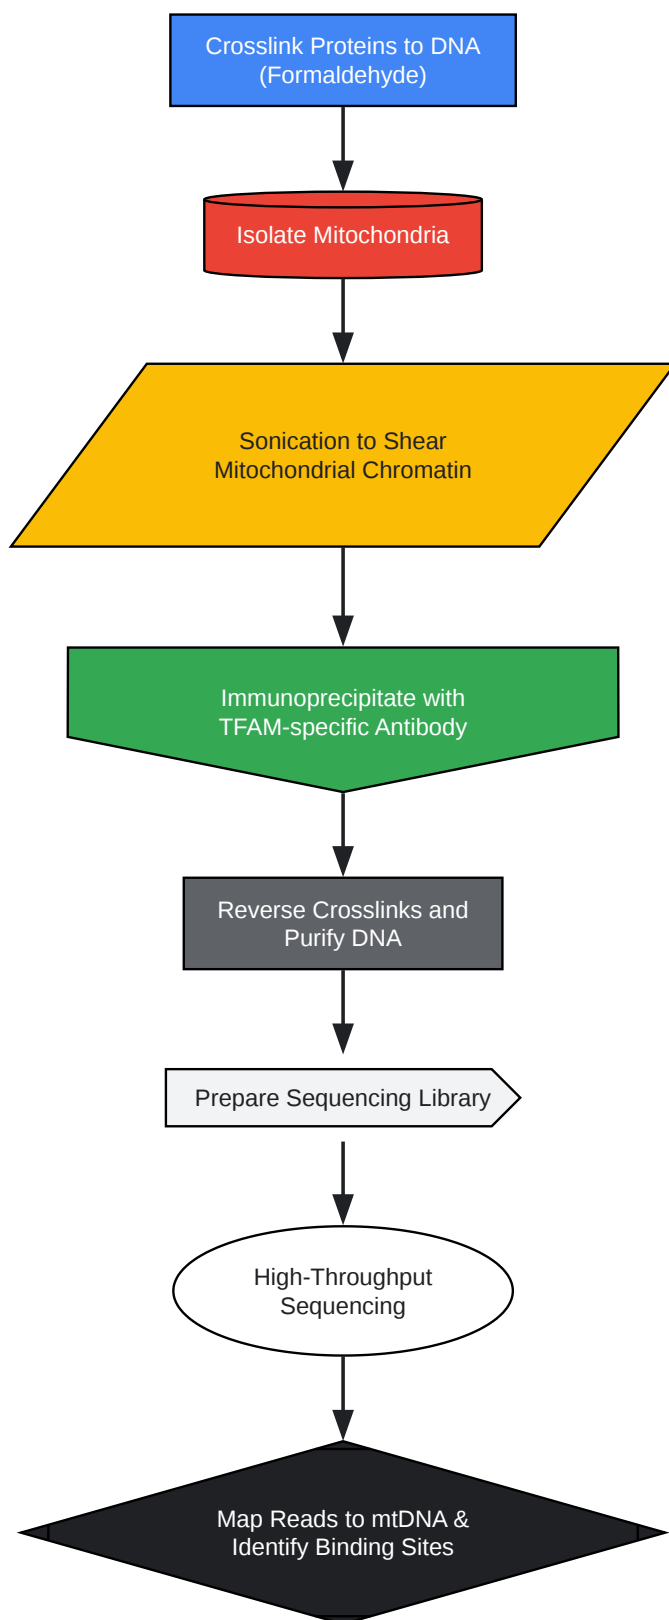 Crosslink Proteins to DNA
(Formaldehyde)
Isolate Mitochondria
Sonication to Shear
Mitochondrial Chromatin
Immunoprecipitate with
TFAM-specific Antibody
Reverse Crosslinks and
Purify DNA
Prepare Sequencing Library
High-Throughput
Sequencing
Map Reads to mtDNA &
Identify Binding Sites